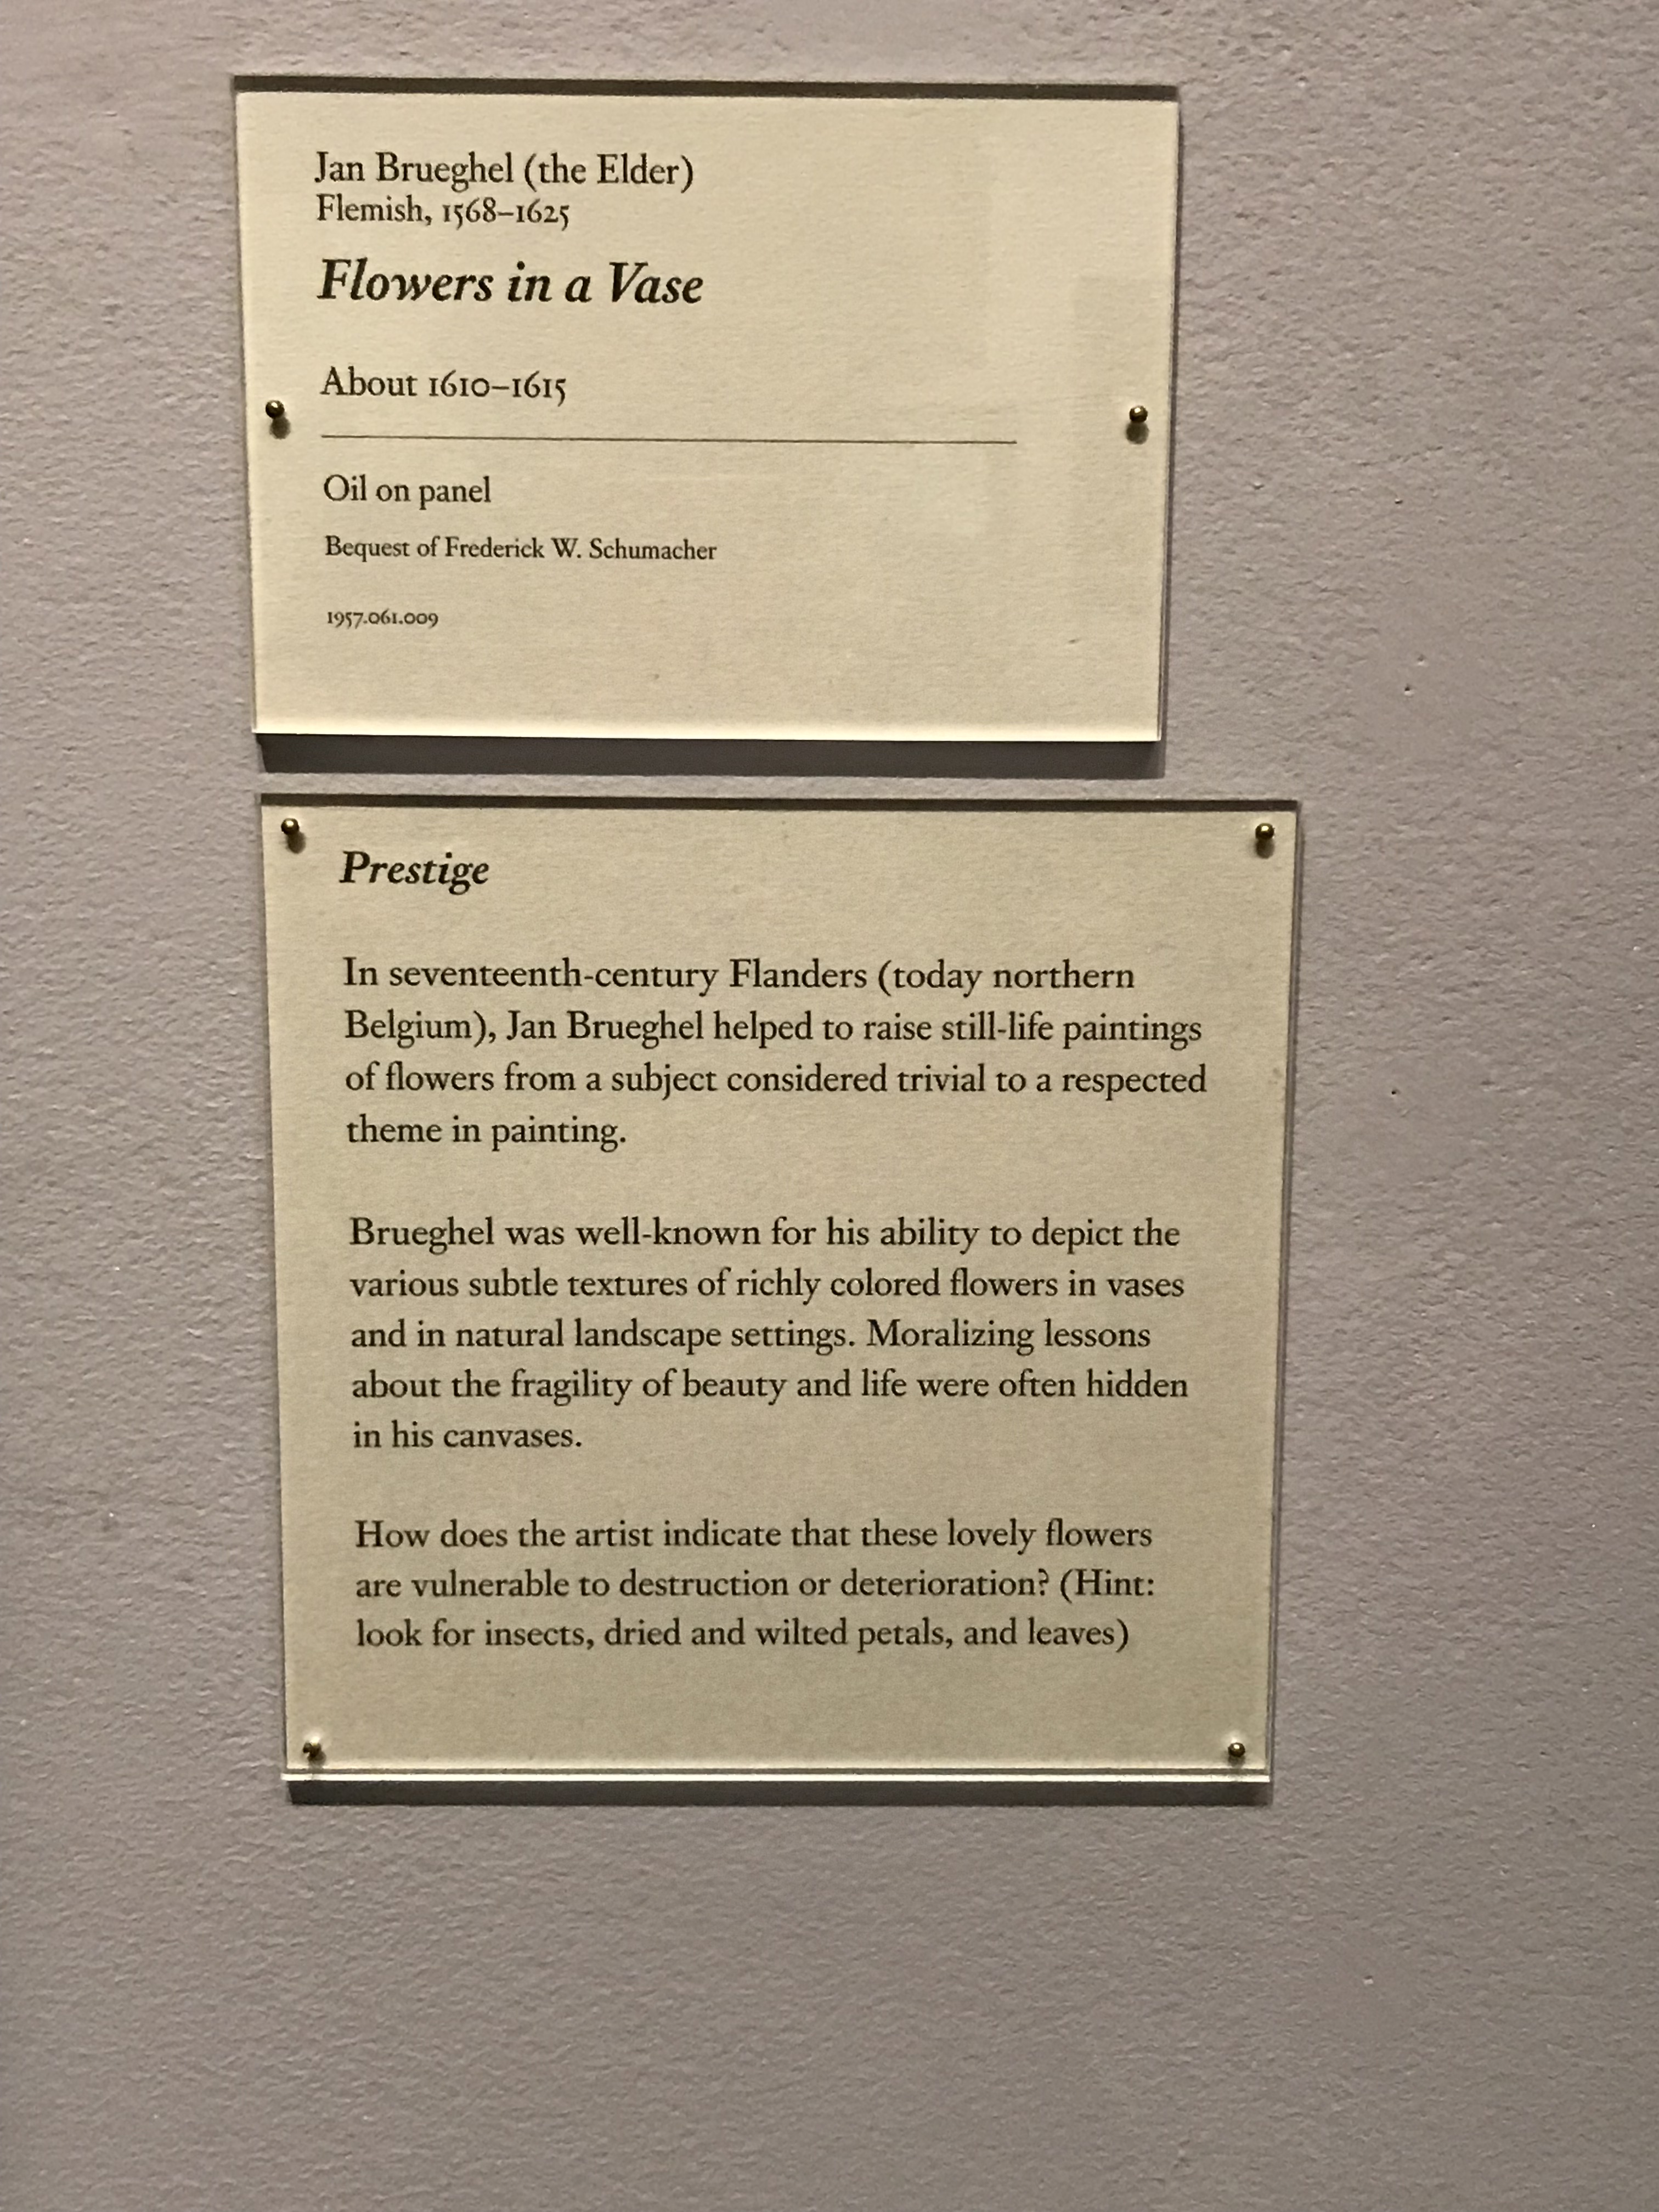 Jan Brueghel (the Elder)
Flemish, 1568–1625
Flowers in a Vase
About 1610–1615
Oil on panel
Bequest of Frederick W. Schumacher
1957.061.009
Prestige
In seventeenth-century Flanders (today northern
Belgium), Jan Brueghel helped to raise still-life paintings
of flowers from a subject considered trivial to a respected
theme in painting.
Brueghel was well-known for his ability to depict the
various subtle textures of richly colored flowers in vases
and in natural landscape settings. Moralizing lessons
about the fragility of beauty and life were often hidden
in his canvases.
How does the artist indicate that these lovely flowers
are vulnerable to destruction or deterioration? (Hint:
look for insects, dried and wilted petals, and leaves)